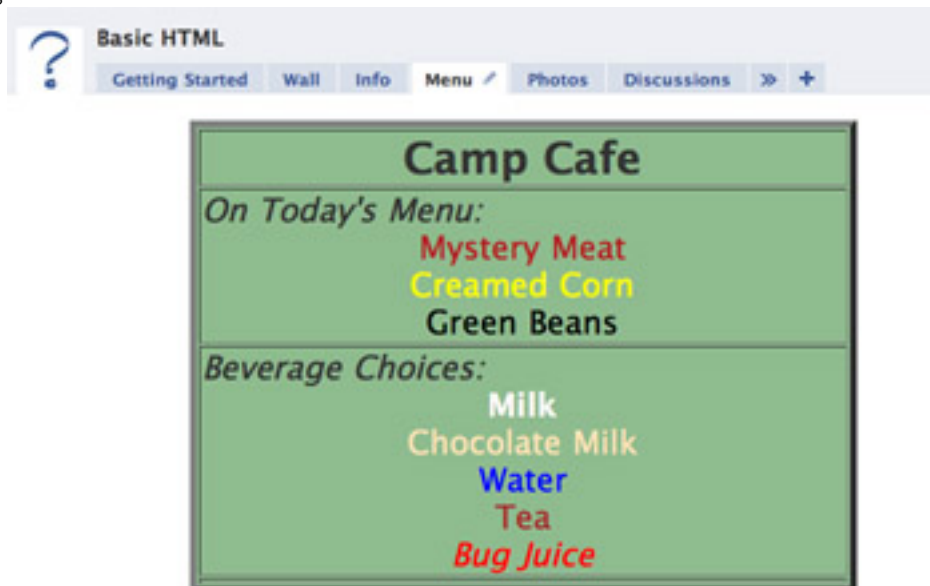 Basic HTML
Getting Started Wall Info Menu Photos Discussions » +
Camp Cafe
On Today's Menu:
Mystery Meat
Creamed Corn
Green Beans
Beverage Choices:
Milk
Chocolate Milk
Water
Tea
Bug Juice